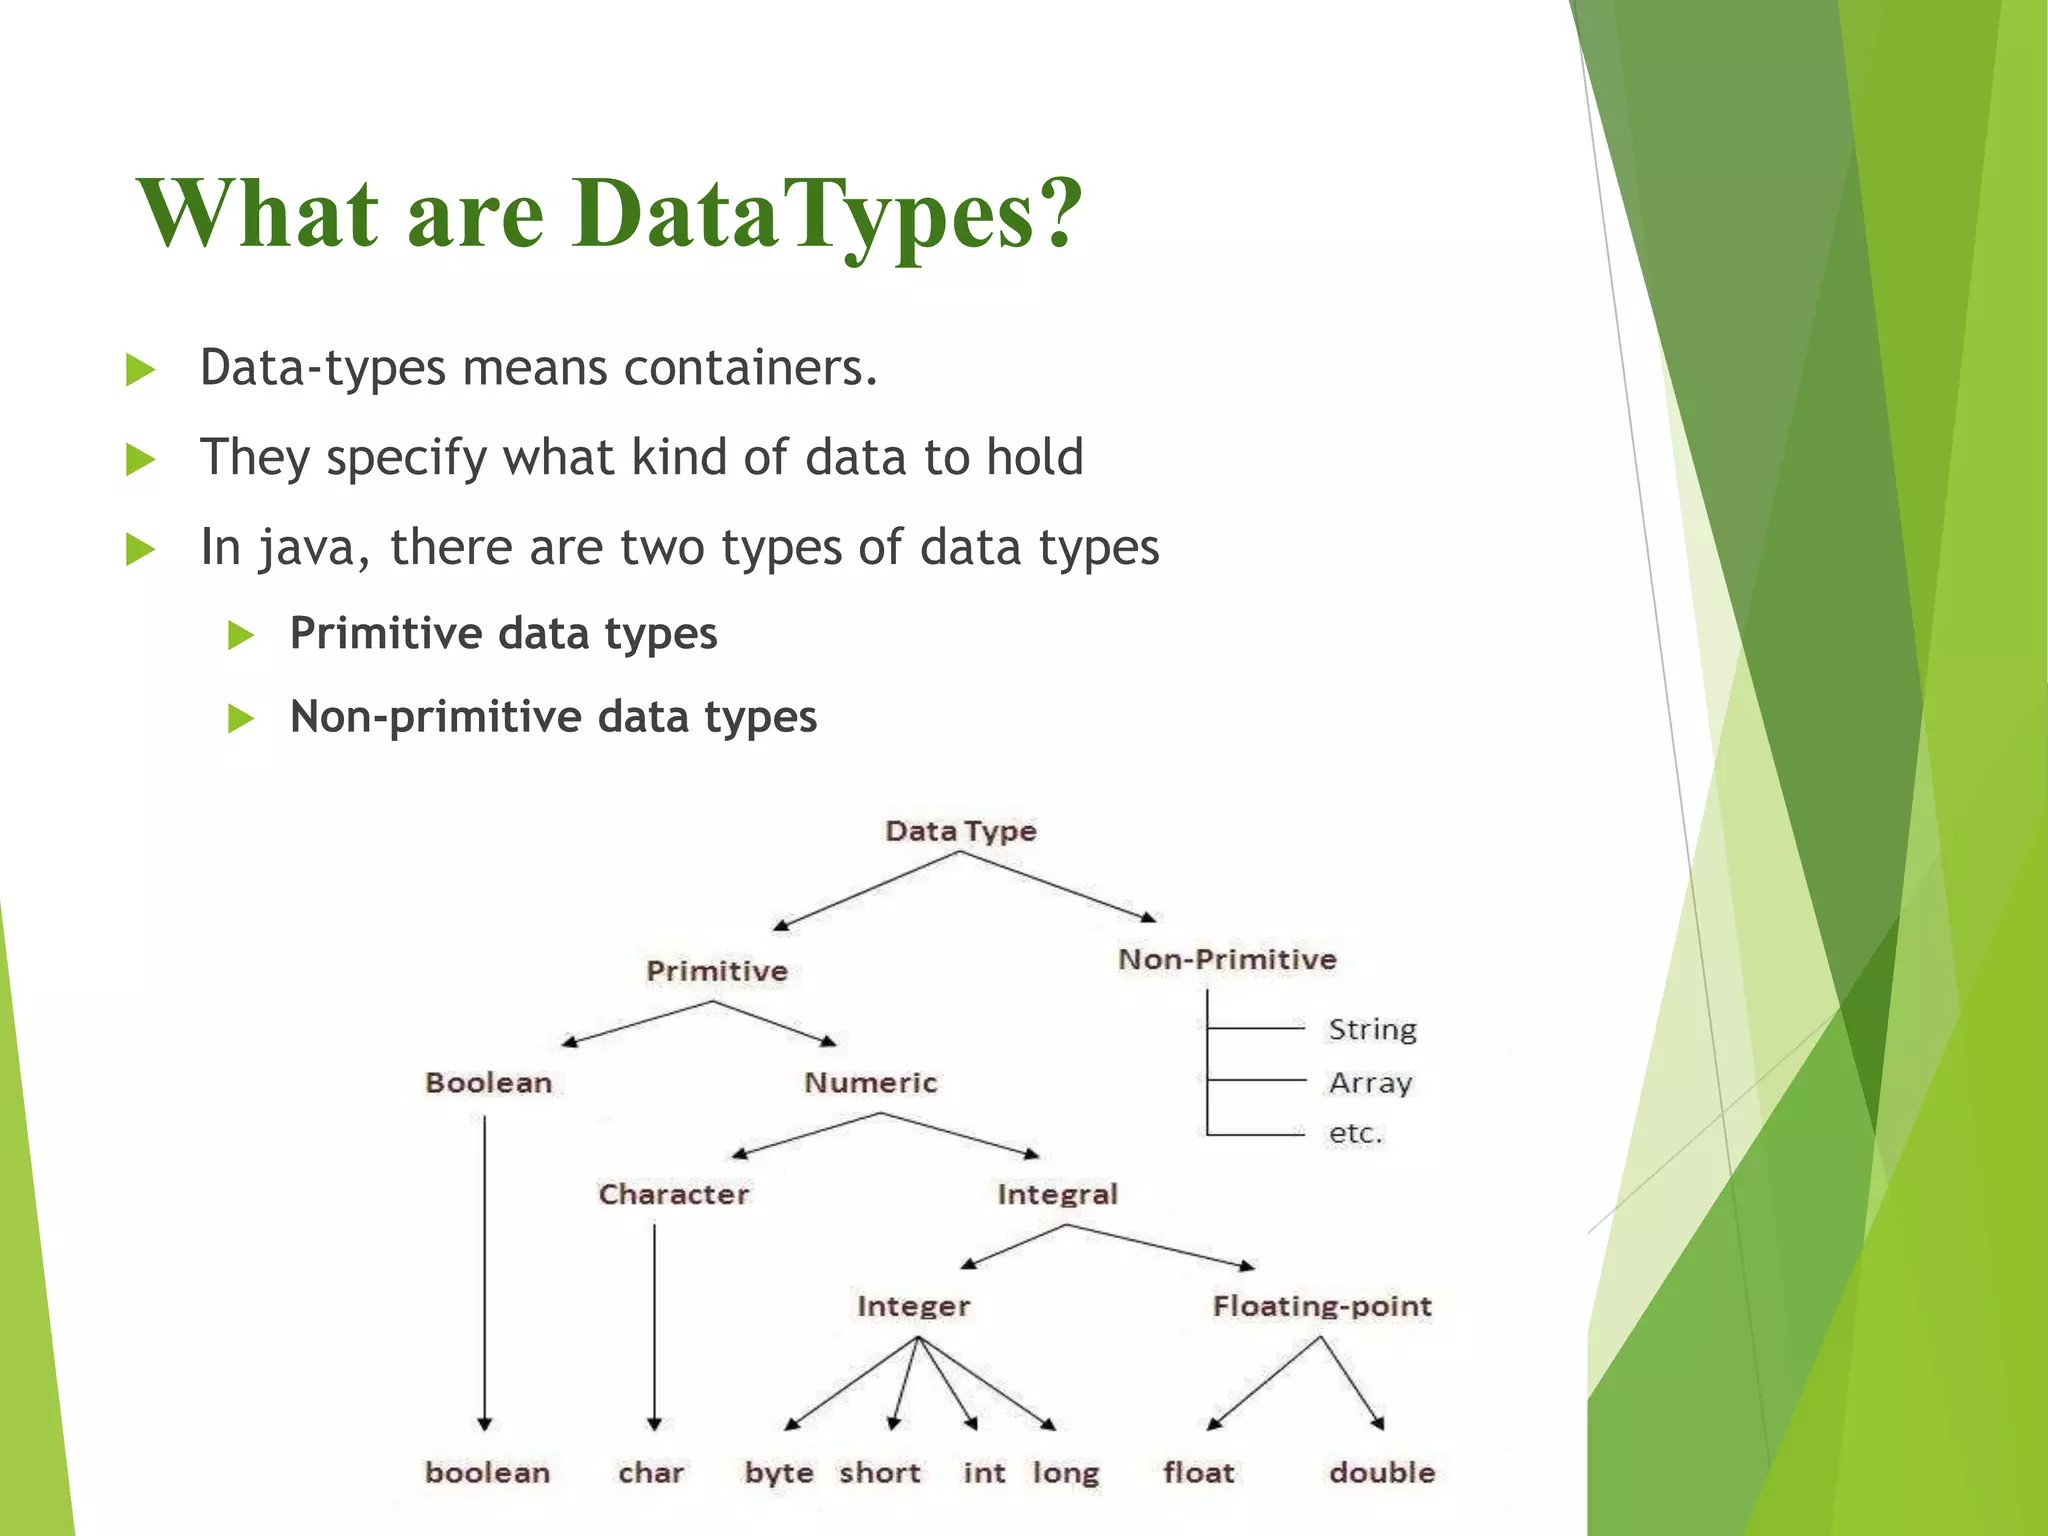 What are DataTypes?
Data-types means containers.
They specify what kind of data to hold
In java, there are two types of data types
Primitive data types
Non-primitive data types
Data Type
Primitive
Non-Primitive
String
Boolean
Numeric
Array
etc.
Character
Integral
Integer
Floating-point
boolean
char
byte
short
int
long
float
double